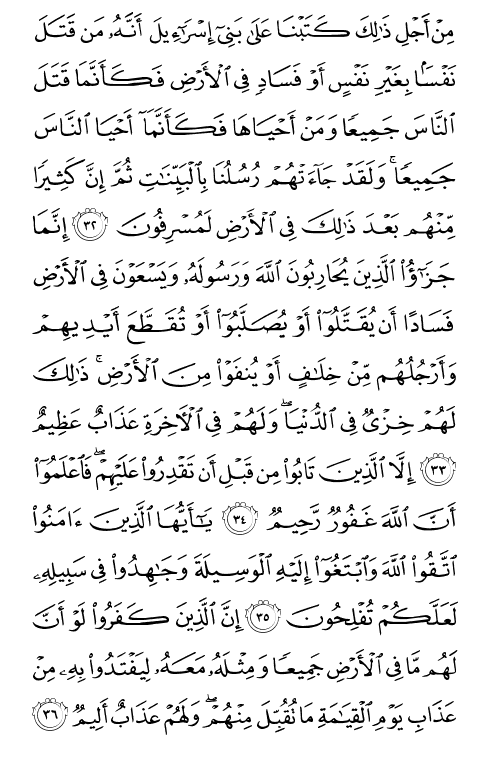 مِنْ أَجْلِ ذَٰلِكَ كَتَبْنَا عَلَىٰ بَنِىٓ إِسْرَٰٓءِيلَ أَنَّهُۥ مَن قَتَلَ
نَفْسًۢا بِغَيْرِ نَفْسٍ أَوْ فَسَادٍ فِى ٱلْأَرْضِ فَكَأَنَّمَا قَتَلَ
ٱلنَّاسَ جَمِيعًا وَمَنْ أَحْيَاهَا فَكَأَنَّمَآ أَحْيَا ٱلنَّاسَ
جَمِيعًا ۚ وَلَقَدْ جَآءَتْهُمْ رُسُلُنَا بِٱلْبَيِّنَٰتِ ثُمَّ إِنَّ كَثِيرًا
مِّنْهُم بَعْدَ ذَٰلِكَ فِى ٱلْأَرْضِ لَمُسْرِفُونَ ٣٢ إِنَّمَا
جَزَٰٓؤُا۟ ٱلَّذِينَ يُحَارِبُونَ ٱللَّهَ وَرَسُولَهُۥ وَيَسْعَوْنَ فِى ٱلْأَرْضِ
فَسَادًا أَن يُقَتَّلُوٓا۟ أَوْ يُصَلَّبُوٓا۟ أَوْ تُقَطَّعَ أَيْدِيهِمْ
وَأَرْجُلُهُم مِّنْ خِلَٰفٍ أَوْ يُنفَوْا۟ مِنَ ٱلْأَرْضِ ۚ ذَٰلِكَ
لَهُمْ خِزْىٌ فِى ٱلدُّنْيَا ۖ وَلَهُمْ فِى ٱلْأَخِرَةِ عَذَابٌ عَظِيمٌ
٣٣ إِلَّا ٱلَّذِينَ تَابُوا۟ مِن قَبْلِ أَن تَقْدِرُوا۟ عَلَيْهِمْ ۖ فَٱعْلَمُوٓا۟
أَنَّ ٱللَّهَ غَفُورٌ رَّحِيمٌ ٣٤ يَٰٓأَيُّهَا ٱلَّذِينَ ءَامَنُوا۟
ٱتَّقُوا۟ ٱللَّهَ وَٱبْتَغُوٓا۟ إِلَيْهِ ٱلْوَسِيلَةَ وَجَٰهِدُوا۟ فِى سَبِيلِهِۦ
لَعَلَّكُمْ تُفْلِحُونَ ٣٥ إِنَّ ٱلَّذِينَ كَفَرُوا۟ لَوْ أَنَّ
لَهُم مَّا فِى ٱلْأَرْضِ جَمِيعًا وَمِثْلَهُۥ مَعَهُۥ لِيَفْتَدُوا۟ بِهِۦ مِنْ
عَذَابِ يَوْمِ ٱلْقِيَٰمَةِ مَا تُقُبِّلَ مِنْهُمْ ۖ وَلَهُمْ عَذَابٌ أَلِيمٌ ٣٦